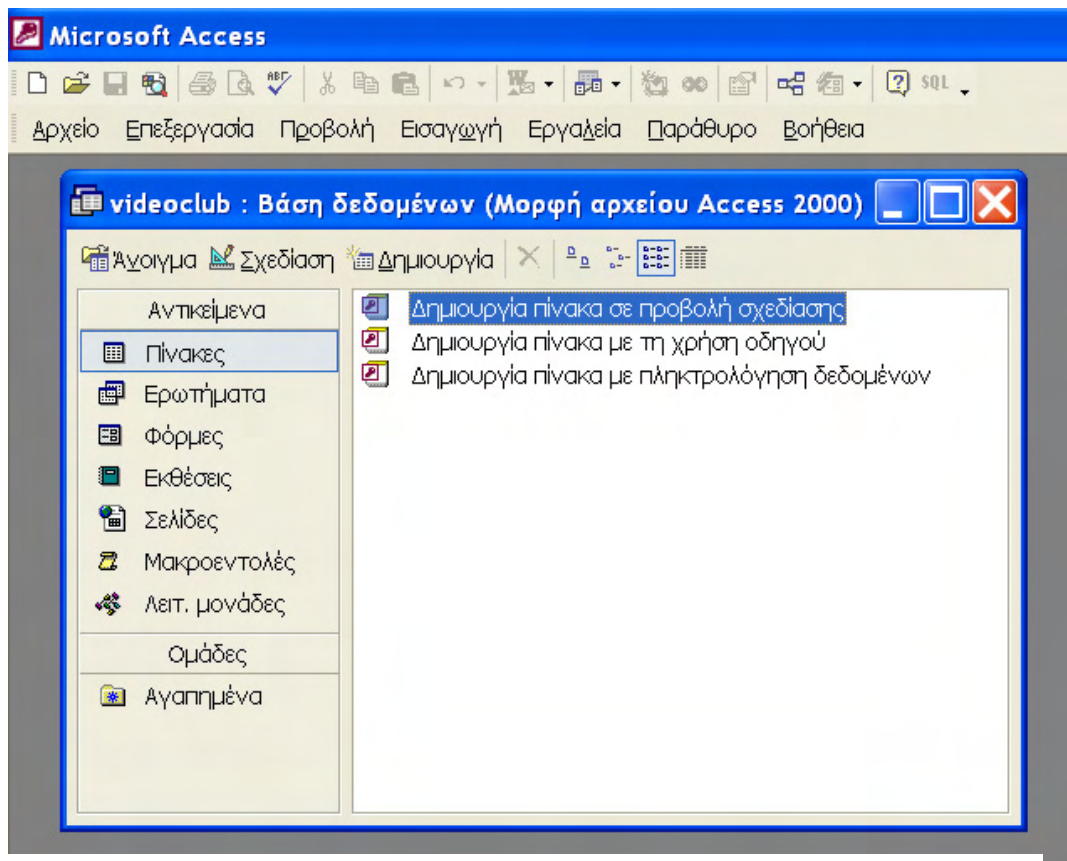 Microsoft Access
ABC SQL
Αρχείο Επεξεργασία Προβολή Εισαγωγή Εργαλεία Παράθυρο Βοήθεια
videoclub : Βάση δεδομένων (Μορφή αρχείου Access 2000)
Άνοιγμα Σχεδίαση Δημιουργία
Αντικείμενα
Πίνακες
Ερωτήματα
Φόρμες
Εκθέσεις
Σελίδες
Μακροεντολές
Λειτ. μονάδες
Ομάδες
Αγαπημένα
Δημιουργία πίνακα σε προβολή σχεδίασης
Δημιουργία πίνακα με τη χρήση οδηγού
Δημιουργία πίνακα με πληκτρολόγηση δεδομένων